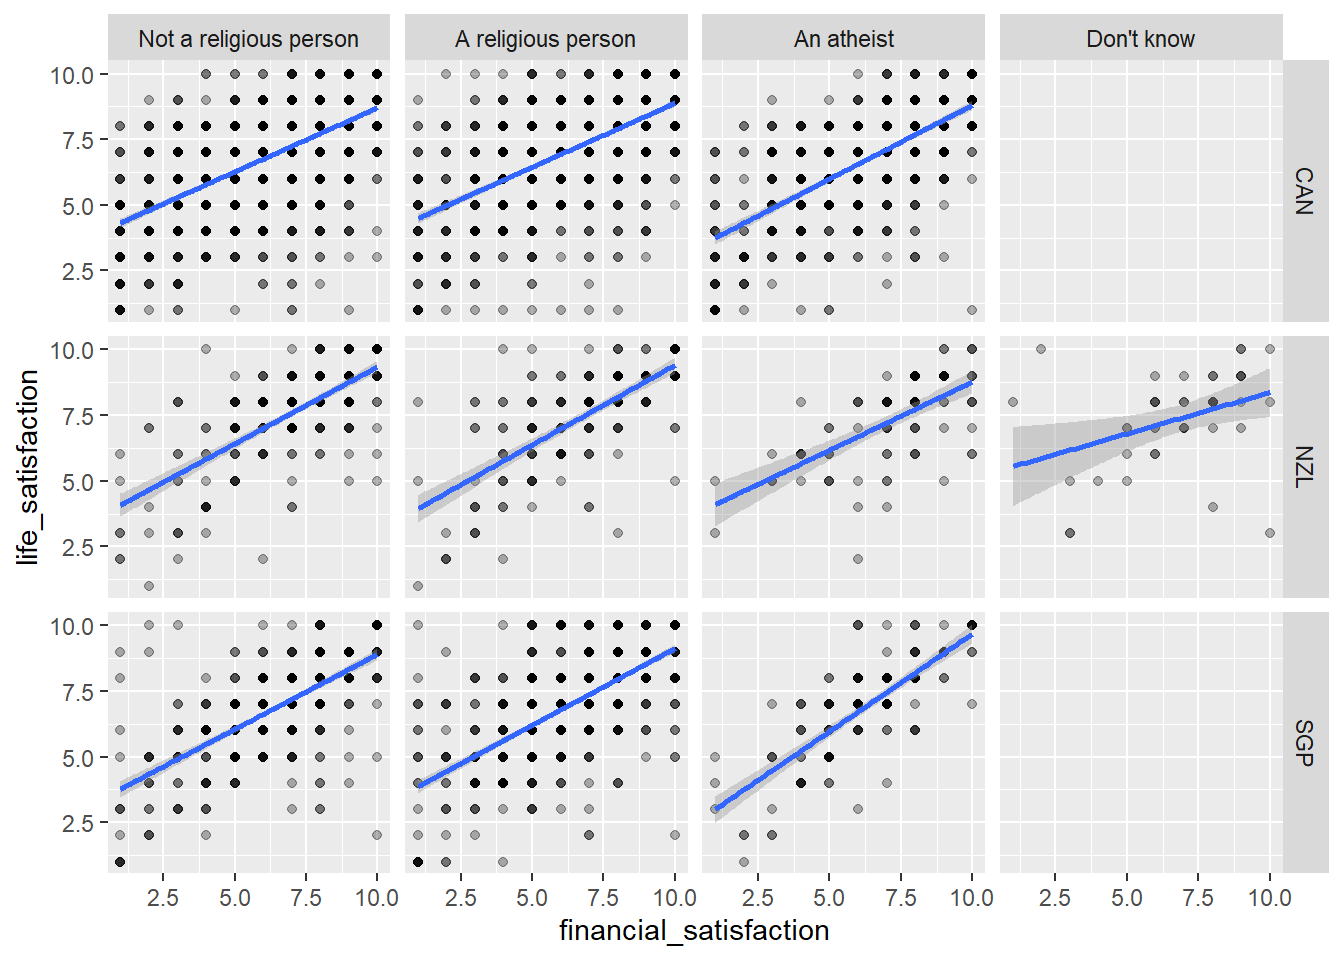 Not a religious person
A religious person
An atheist
Don't know
10.0
7.5
5.0
2.5
CAN
10.0
7.5
5.0
2.5
NZL
10.0
7.5
5.0
2.5
SGP
life_satisfaction
2.5 5.0 7.5 10.0
2.5 5.0 7.5 10.0
2.5 5.0 7.5 10.0
2.5 5.0 7.5 10.0
financial_satisfaction